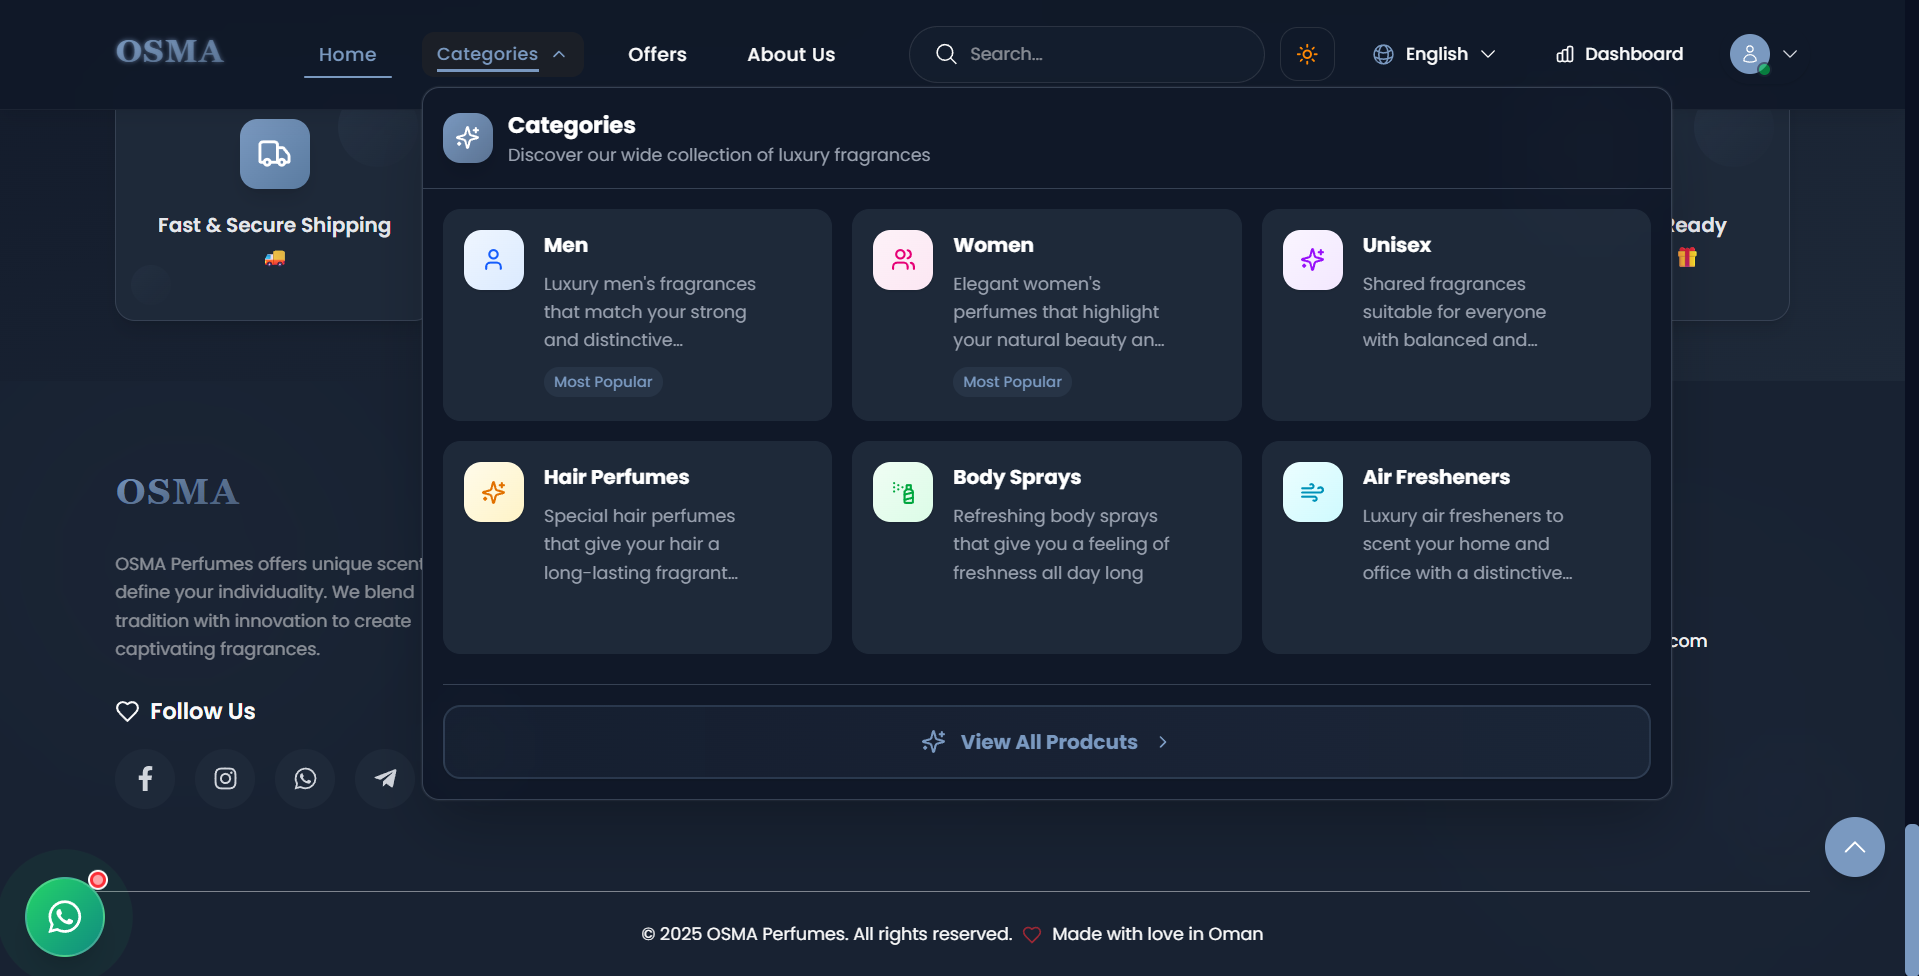 OSMA
Home
Categories
Offers
About Us
Search...
English
Dashboard
Categories
Discover our wide collection of luxury fragrances
Fast & Secure Shipping
Ready
Men
Luxury men's fragrances
that match your strong
and distinctive...
Most Popular
Women
Elegant women's
perfumes that highlight
your natural beauty an...
Most Popular
Unisex
Shared fragrances
suitable for everyone
with balanced and...
Hair Perfumes
Special hair perfumes
that give your hair a
long-lasting fragrant...
Body Sprays
Refreshing body sprays
that give you a feeling of
freshness all day long
Air Fresheners
Luxury air fresheners to
scent your home and
office with a distinctive...
View All Prodcuts
OSMA
OSMA Perfumes offers unique scent
define your individuality. We blend
tradition with innovation to create
captivating fragrances.
com
Follow Us
© 2025 OSMA Perfumes. All rights reserved. Made with love in Oman